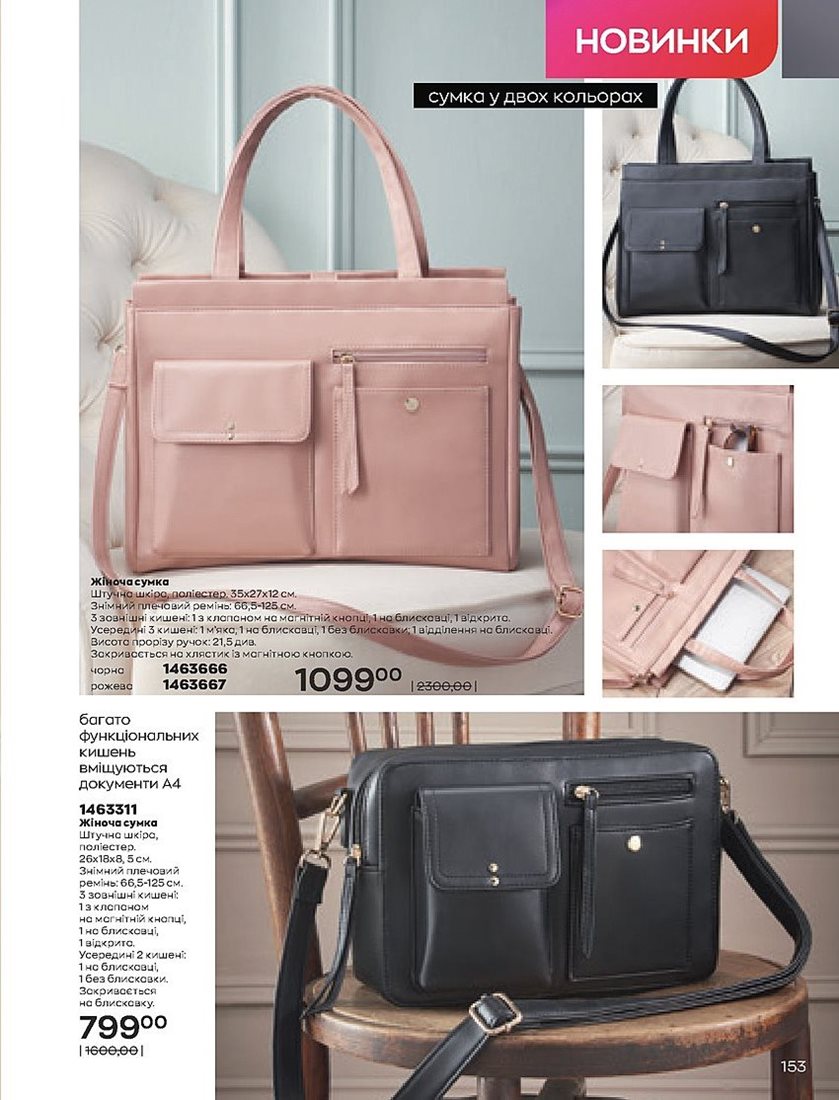 НОВИНКИ
сумка у двох кольорах
Жіноча сумка
Штучна шкіра, поліестер. 35х27х12 см.
Знімний плечовий ремінь: 66,5-125 см.
3 зовнішні кишені: 1 з клапаном на магнітній кнопці, 1 на блискавці, 1 відкрита.
Усередині 3 кишені: 1 м'яка, 1 на блискавці, 1 без блискавки; 1 відділення на блискавці.
Висота прорізу ручок: 21,5 див.
Закривається на хлястик із магнітною кнопкою.
чорна 1463666
рожева 1463667
109900 |2300,00|
багато
функціональних
кишень
вміщуються
документи А4
1463311
Жіноча сумка
Штучна шкіра,
поліестер.
26х18х8, 5 см.
Знімний плечовий
ремінь: 66,5-125 см.
3 зовнішні кишені:
1 з клапаном
на магнітній кнопці,
1 на блискавці,
1 відкрита.
Усередині 2 кишені:
1 на блискавці,
1 без блискавки.
Закривається
на блискавку.
79900
|1600,00|
153